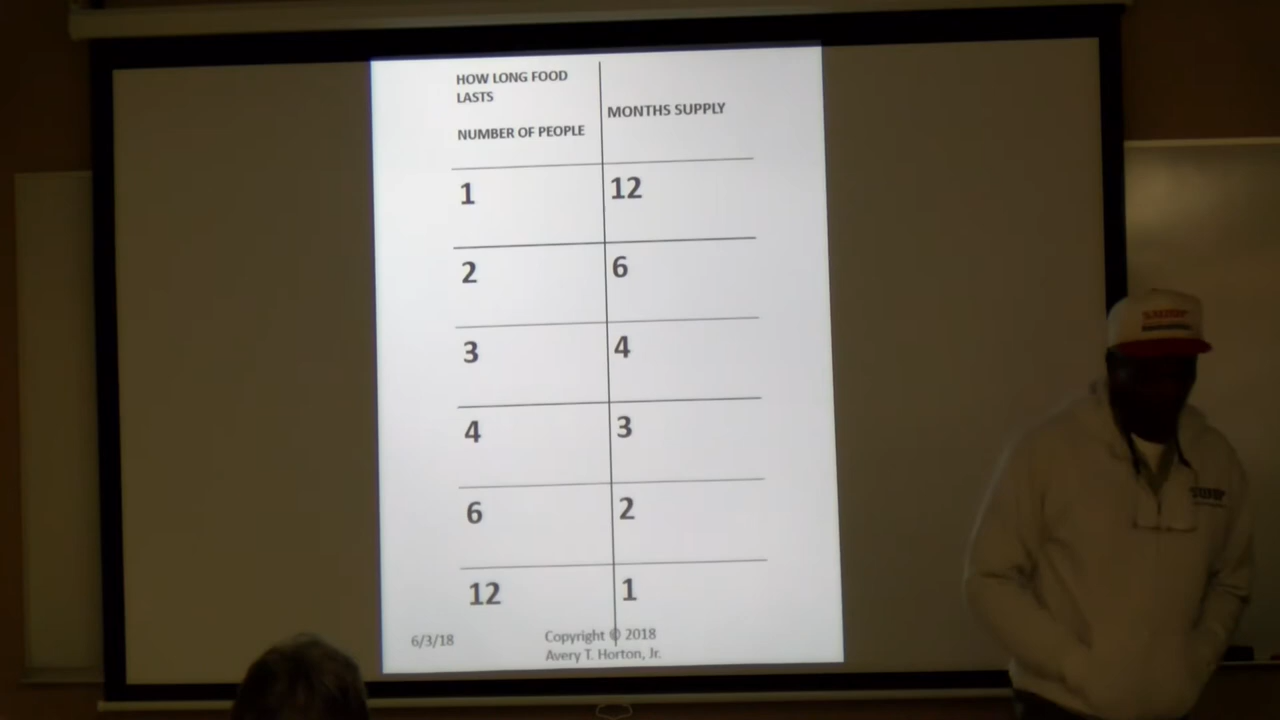 HOW LONG FOOD
LASTS
NUMBER OF PEOPLE
MONTHS SUPPLY
1 12
2 6
3 4
4 3
6 2
12 1
6/3/18
Copyright © 2018
Avery T. Horton, Jr.